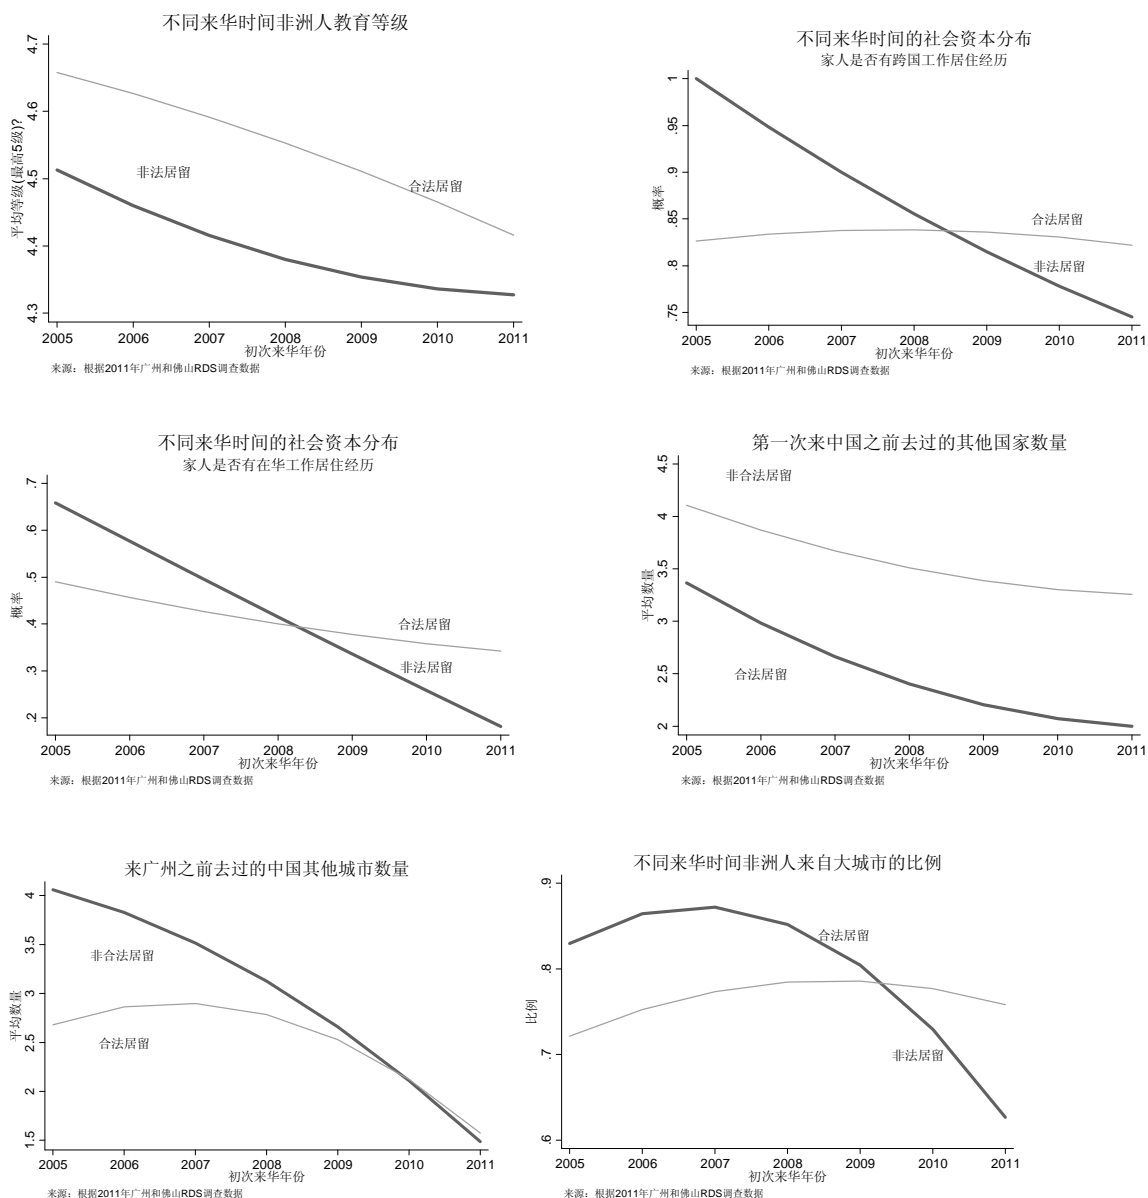 不同来华时间非洲人教育等级
4.7
4.6
4.5
4.4
4.3
平均等级(最高5级)?
非法居留
合法居留
2005 2006 2007 2008 2009 2010 2011
初次来华年份
来源：根据2011年广州和佛山RDS调查数据
不同来华时间的社会资本分布
家人是否有跨国工作居住经历
1
.95
.9
.85
.8
.75
概率
合法居留
非法居留
2005 2006 2007 2008 2009 2010 2011
初次来华年份
来源：根据2011年广州和佛山RDS调查数据
不同来华时间的社会资本分布
家人是否有在华工作居住经历
.7
.6
.5
.4
.3
.2
概率
合法居留
非法居留
2005 2006 2007 2008 2009 2010 2011
初次来华年份
来源：根据2011年广州和佛山RDS调查数据
第一次来中国之前去过的其他国家数量
4.5
4
3.5
3
2.5
2
平均数量
非合法居留
合法居留
2005 2006 2007 2008 2009 2010 2011
初次来华年份
来源：根据2011年广州和佛山RDS调查数据
来广州之前去过的中国其他城市数量
4
3.5
3
2.5
2
1.5
平均数量
非合法居留
合法居留
2005 2006 2007 2008 2009 2010 2011
初次来华年份
来源：根据2011年广州和佛山RDS调查数据
不同来华时间非洲人来自大城市的比例
.9
.8
.7
.6
比例
合法居留
非法居留
2005 2006 2007 2008 2009 2010 2011
初次来华年份
来源：根据2011年广州和佛山RDS调查数据